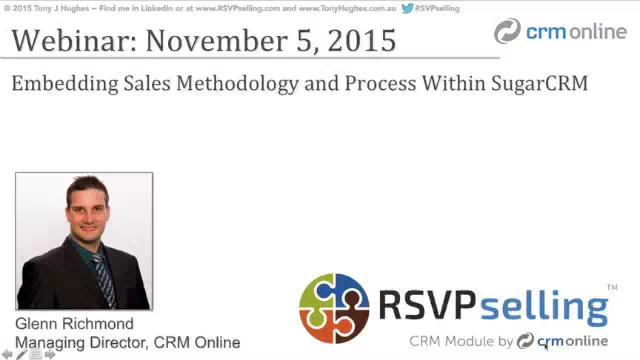 © 2015 Tony J Hughes – Find me in LinkedIn or at www.RSVPselling.com and www.TonyHughes.com.au RSVPselling
Webinar: November 5, 2015
crmonline
Embedding Sales Methodology and Process Within SugarCRM
RSVPselling™
CRM Module by crmonline
Glenn Richmond
Managing Director, CRM Online